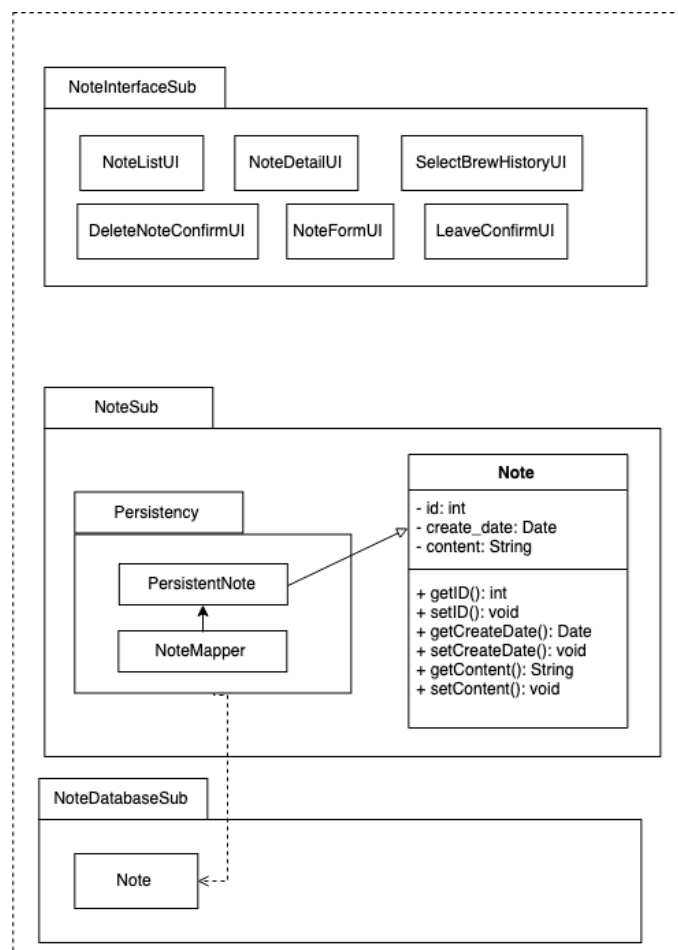 NoteInterfaceSub
NoteListUI
NoteDetailUI
SelectBrewHistoryUI
DeleteNoteConfirmUI
NoteFormUI
LeaveConfirmUI
NoteSub
Note
- id: int
- create_date: Date
- content: String
+ getID(): int
+ setID(): void
+ getCreateDate(): Date
+ setCreateDate(): void
+ getContent(): String
+ setContent(): void
Persistency
PersistentNote
NoteMapper
NoteDatabaseSub
Note